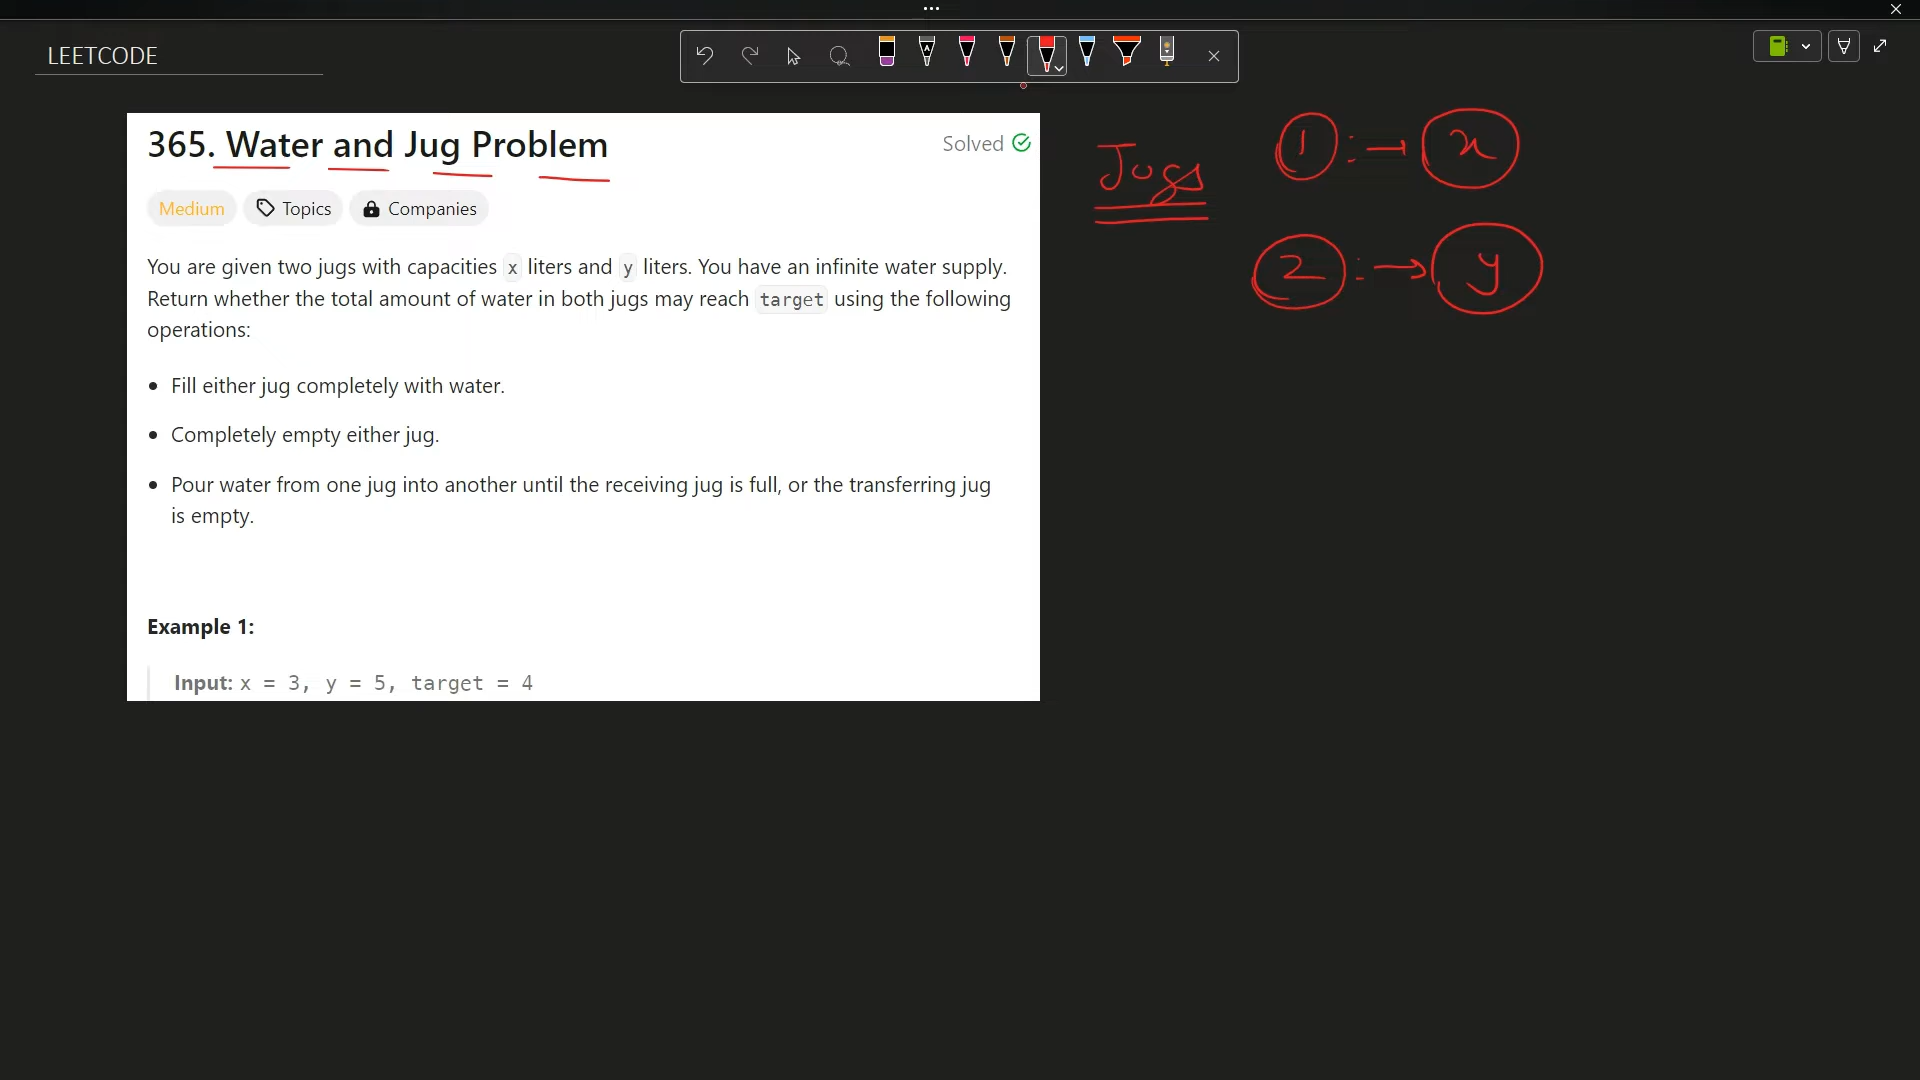 LEETCODE
365. Water and Jug Problem
Solved
Medium
Topics
Companies
You are given two jugs with capacities x liters and y liters. You have an infinite water supply.
Return whether the total amount of water in both jugs may reach target using the following
operations:
• Fill either jug completely with water.
• Completely empty either jug.
• Pour water from one jug into another until the receiving jug is full, or the transferring jug
is empty.
Example 1:
Input: x = 3, y = 5, target = 4
Jugs
1 : → x
2 : → y